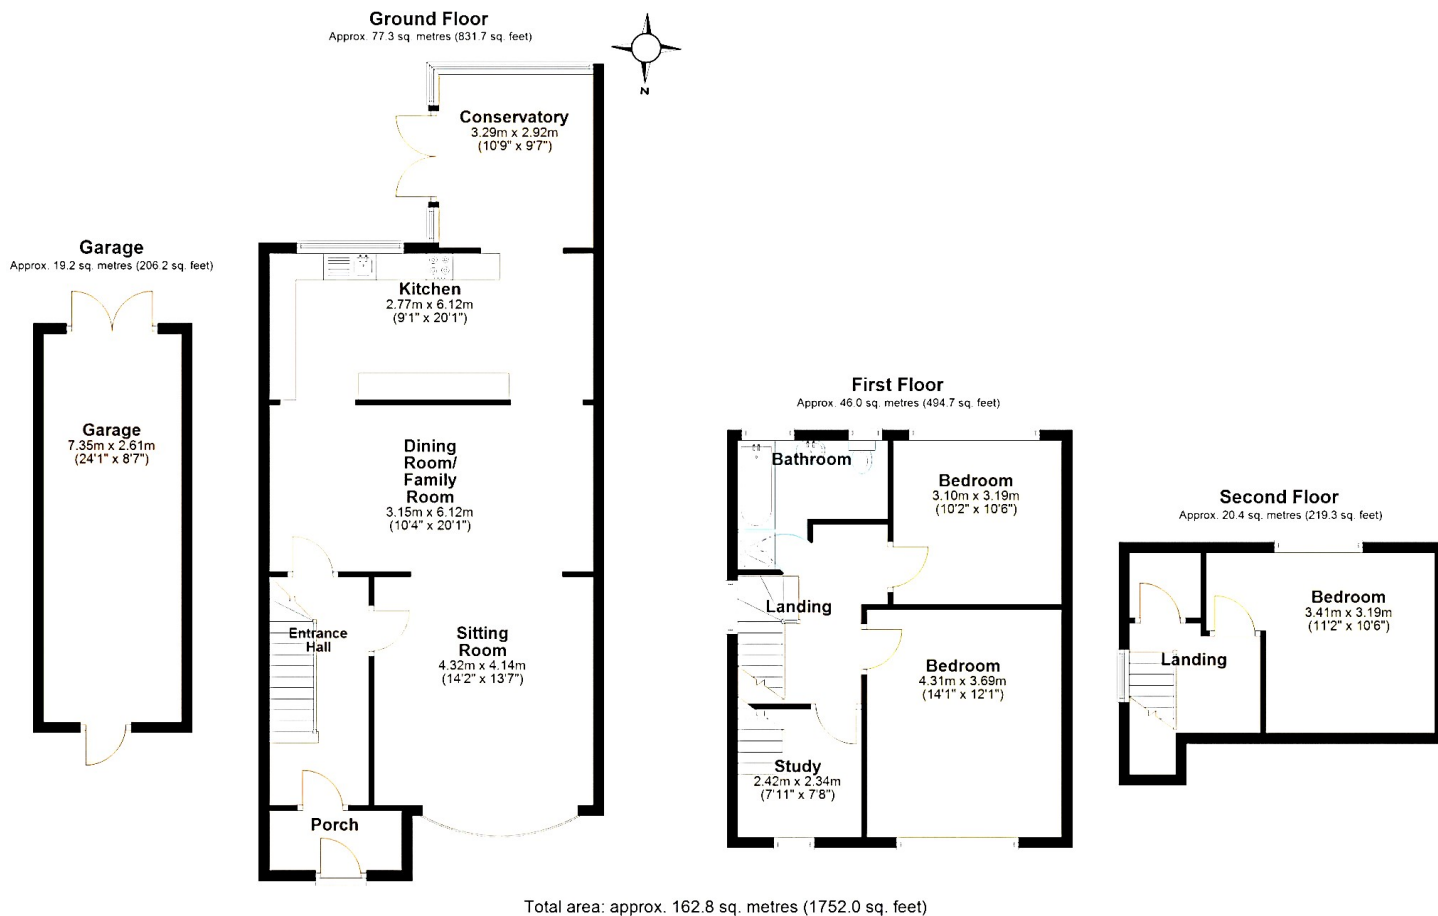 Ground Floor
Approx. 77.3 sq. metres (831.7 sq. feet)
N
Conservatory
3.29m x 2.92m
(10'9" x 9'7")
Garage
Approx. 19.2 sq. metres (206.2 sq. feet)
Kitchen
2.77m x 6.12m
(9'1" x 20'1")
Garage
7.35m x 2.61m
(24'1" x 8'7")
Dining
Room/
Family
Room
3.15m x 6.12m
(10'4" x 20'1")
Entrance
Hall
Sitting
Room
4.32m x 4.14m
(14'2" x 13'7")
Porch
First Floor
Approx. 46.0 sq. metres (494.7 sq. feet)
Bathroom
Bedroom
3.10m x 3.19m
(10'2" x 10'6")
Landing
Bedroom
4.31m x 3.69m
(14'1" x 12'1")
Study
2.42m x 2.34m
(7'11" x 7'8")
Second Floor
Approx. 20.4 sq. metres (219.3 sq. feet)
Bedroom
3.41m x 3.19m
(11'2" x 10'6")
Landing
Total area: approx. 162.8 sq. metres (1752.0 sq. feet)